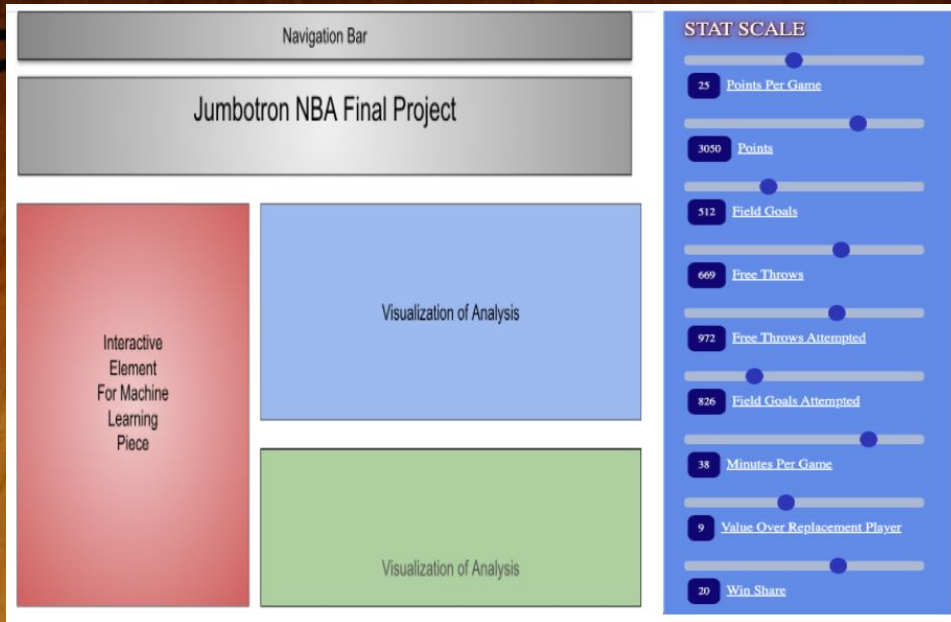 Navigation Bar
Jumbotron NBA Final Project
Interactive
Element
For Machine
Learning
Piece
Visualization of Analysis
Visualization of Analysis
STAT SCALE
25 Points Per Game
3050 Points
512 Field Goals
669 Free Throws
972 Free Throws Attempted
826 Field Goals Attempted
38 Minutes Per Game
9 Value Over Replacement Player
20 Win Share